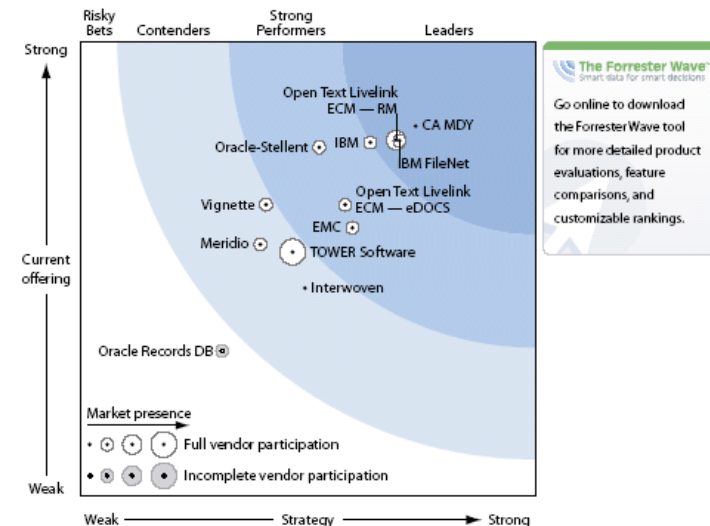 Risky
Bets
Contenders
Strong
Performers
Leaders
Strong
Current
offering
Weak
Open Text Livelink
ECM — RM
CA MDY
Oracle-Stellent
IBM
IBM FileNet
Vignette
Open Text Livelink
ECM — eDOCS
EMC
Meridio
TOWER Software
Interwoven
Oracle Records DB
Market presence
Full vendor participation
Incomplete vendor participation
Weak
Strategy
Strong
The Forrester Wave™
Smart data for smart decisions
Go online to download
the Forrester Wave tool
for more detailed product
evaluations, feature
comparisons, and
customizable rankings.